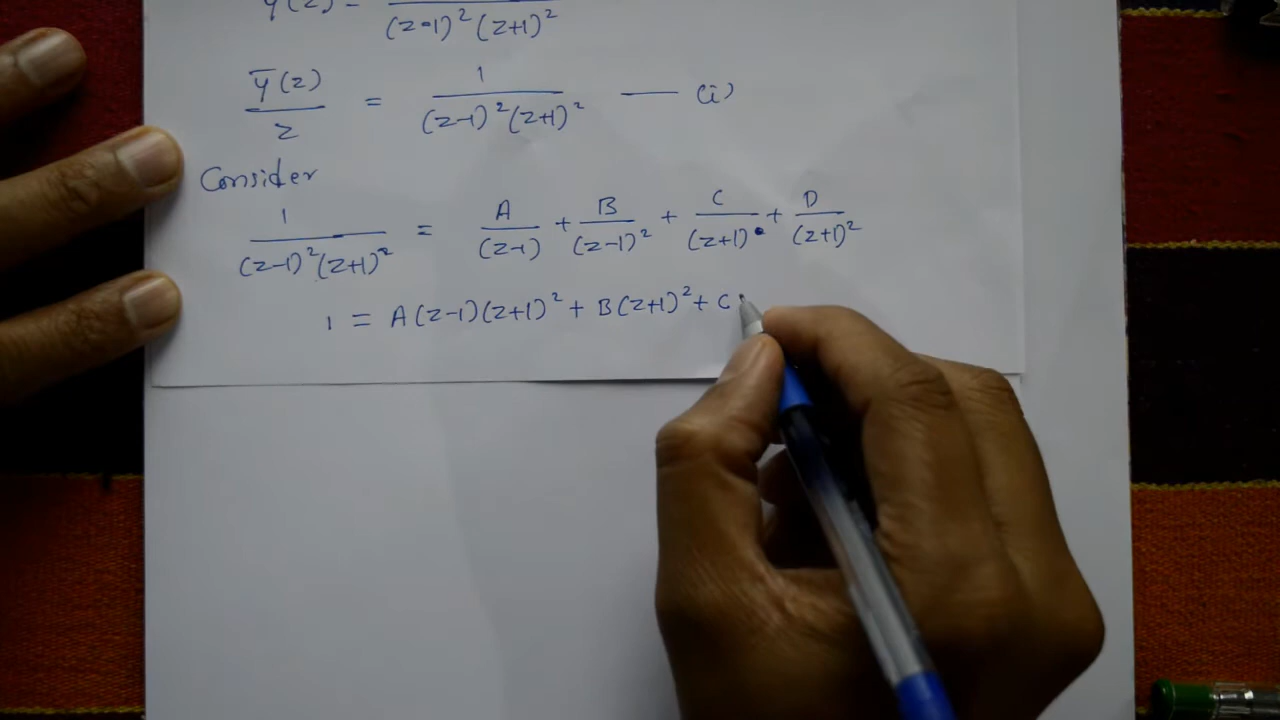 Y(z) = / (z-1)²(z+1)²
Ȳ(z) / z = 1 / (z-1)²(z+1)² — (i)
Consider
1 / (z-1)²(z+1)² = A / (z-1) + B / (z-1)² + C / (z+1) + D / (z+1)²
1 = A(z-1)(z+1)² + B(z+1)² + C